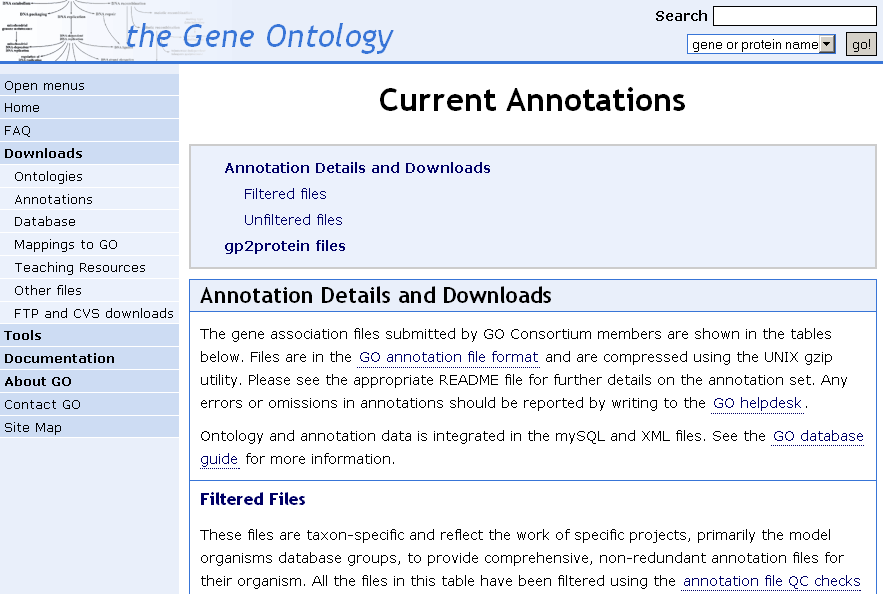 the Gene Ontology
Search
gene or protein name
go!
Open menus
Home
FAQ
Downloads
Ontologies
Annotations
Database
Mappings to GO
Teaching Resources
Other files
FTP and CVS downloads
Tools
Documentation
About GO
Contact GO
Site Map
Current Annotations
Annotation Details and Downloads
Filtered files
Unfiltered files
gp2protein files
Annotation Details and Downloads
The gene association files submitted by GO Consortium members are shown in the tables
below. Files are in the GO annotation file format and are compressed using the UNIX gzip
utility. Please see the appropriate README file for further details on the annotation set. Any
errors or omissions in annotations should be reported by writing to the GO helpdesk.
Ontology and annotation data is integrated in the mySQL and XML files. See the GO database
guide for more information.
Filtered Files
These files are taxon-specific and reflect the work of specific projects, primarily the model
organisms database groups, to provide comprehensive, non-redundant annotation files for
their organism. All the files in this table have been filtered using the annotation file QC checks